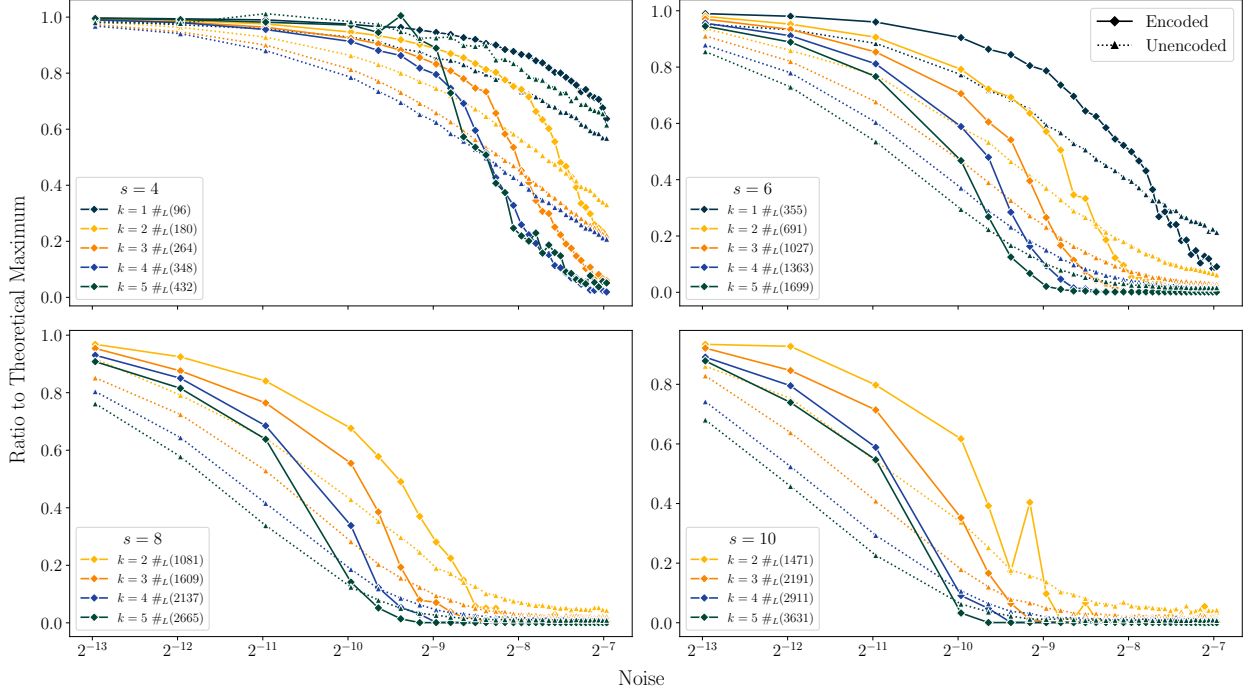 Ratio to Theoretical Maximum
1.0
0.8
0.6
0.4
0.2
0.0
s = 4
k = 1 #L(96)
k = 2 #L(180)
k = 3 #L(264)
k = 4 #L(348)
k = 5 #L(432)
1.0
0.8
0.6
0.4
0.2
0.0
Encoded
Unencoded
s = 6
k = 1 #L(355)
k = 2 #L(691)
k = 3 #L(1027)
k = 4 #L(1363)
k = 5 #L(1699)
1.0
0.8
0.6
0.4
0.2
0.0
s = 8
k = 2 #L(1081)
k = 3 #L(1609)
k = 4 #L(2137)
k = 5 #L(2665)
2^−13 2^−12 2^−11 2^−10 2^−9 2^−8 2^−7
0.8
0.6
0.4
0.2
0.0
s = 10
k = 2 #L(1471)
k = 3 #L(2191)
k = 4 #L(2911)
k = 5 #L(3631)
2^−13 2^−12 2^−11 2^−10 2^−9 2^−8 2^−7
Noise